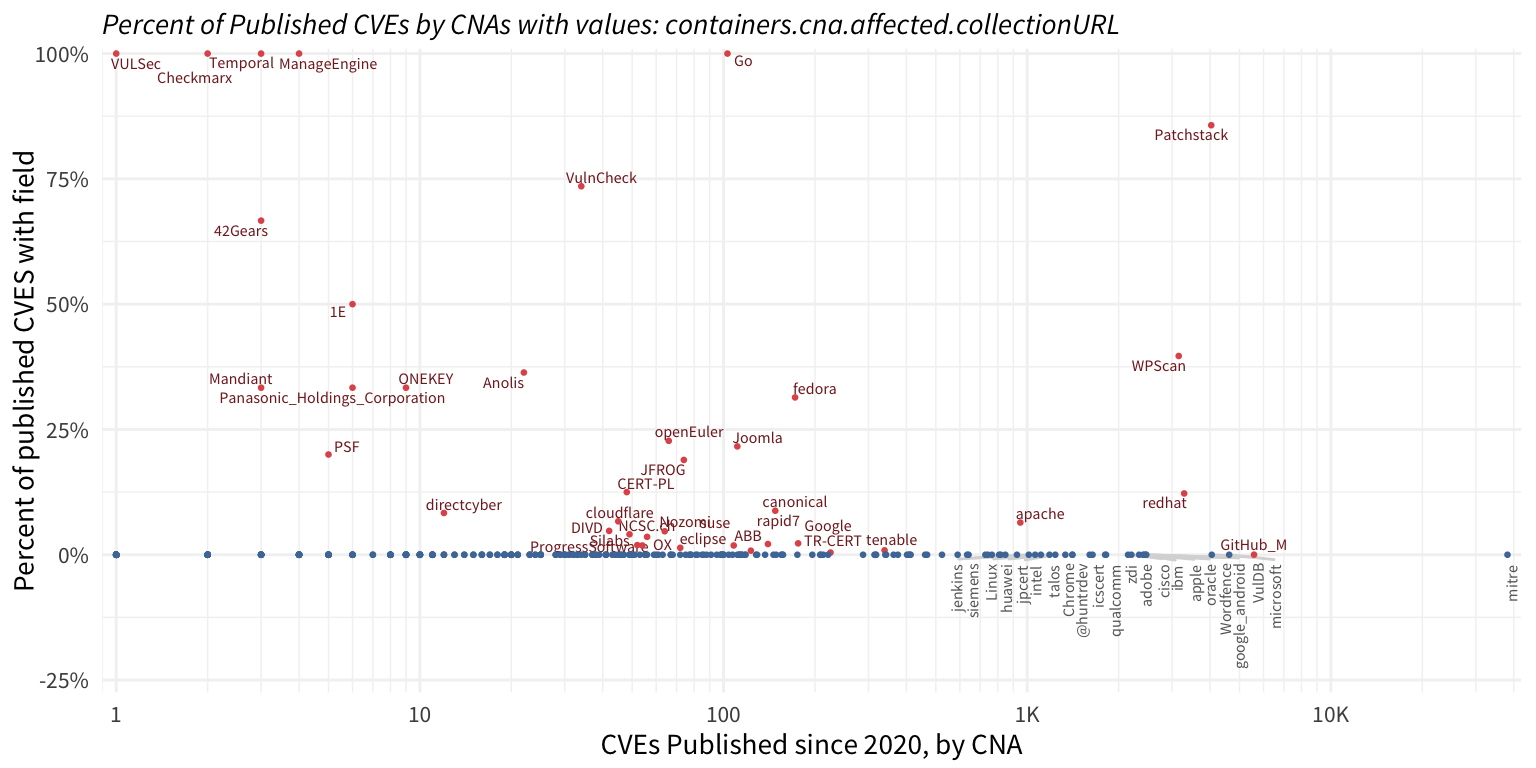 Percent of Published CVEs by CNAs with values: containers.cna.affected.collectionURL
Percent of published CVES with field
100%
75%
50%
25%
0%
-25%
VULSec
Checkmarx
Temporal
ManageEngine
Go
Patchstack
VulnCheck
42Gears
1E
WPScan
Mandiant
ONEKEY
Anolis
Panasonic_Holdings_Corporation
fedora
openEuler
Joomla
PSF
JFROG
CERT-PL
directcyber
canonical
redhat
cloudflare
apache
DIVD
NCSC.ch
Nozomi
suse
rapid7
Google
Silabs
ProgressSoftware
OX
eclipse
ABB
TR-CERT
tenable
GitHub_M
jenkins
siemens
Linux
huawei
jpcert
intel
talos
Chrome
@huntrdev
icscert
qualcomm
zdi
adobe
cisco
ibm
apple
oracle
Wordfence
google_android
VulDB
microsoft
mitre
1
10
100
1K
10K
CVEs Published since 2020, by CNA